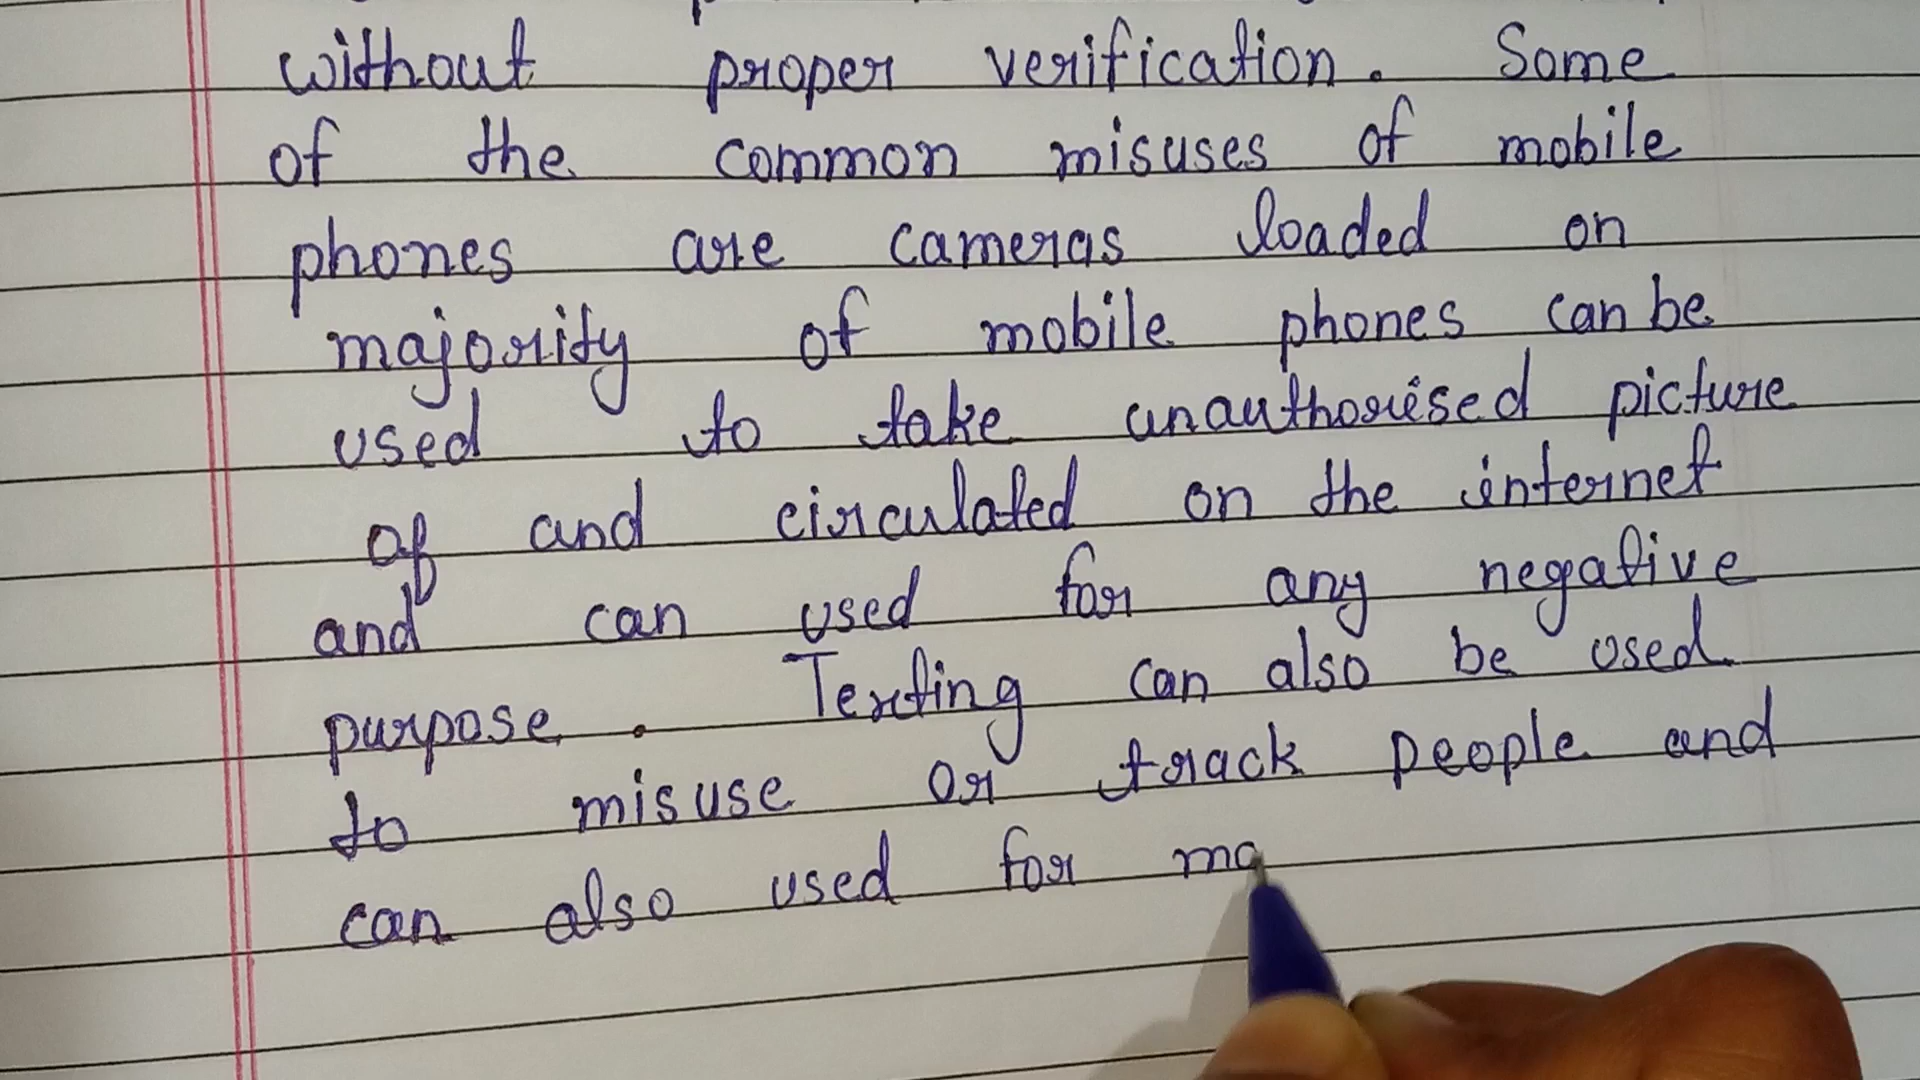 without proper verification. Some
of the common misuses of mobile
phones are cameras loaded on
majority of mobile phones can be
used to take unauthorised picture
of and circulated on the internet
and can used for any negative
purpose. Texting can also be used
to misuse or track people and
can also used for ma